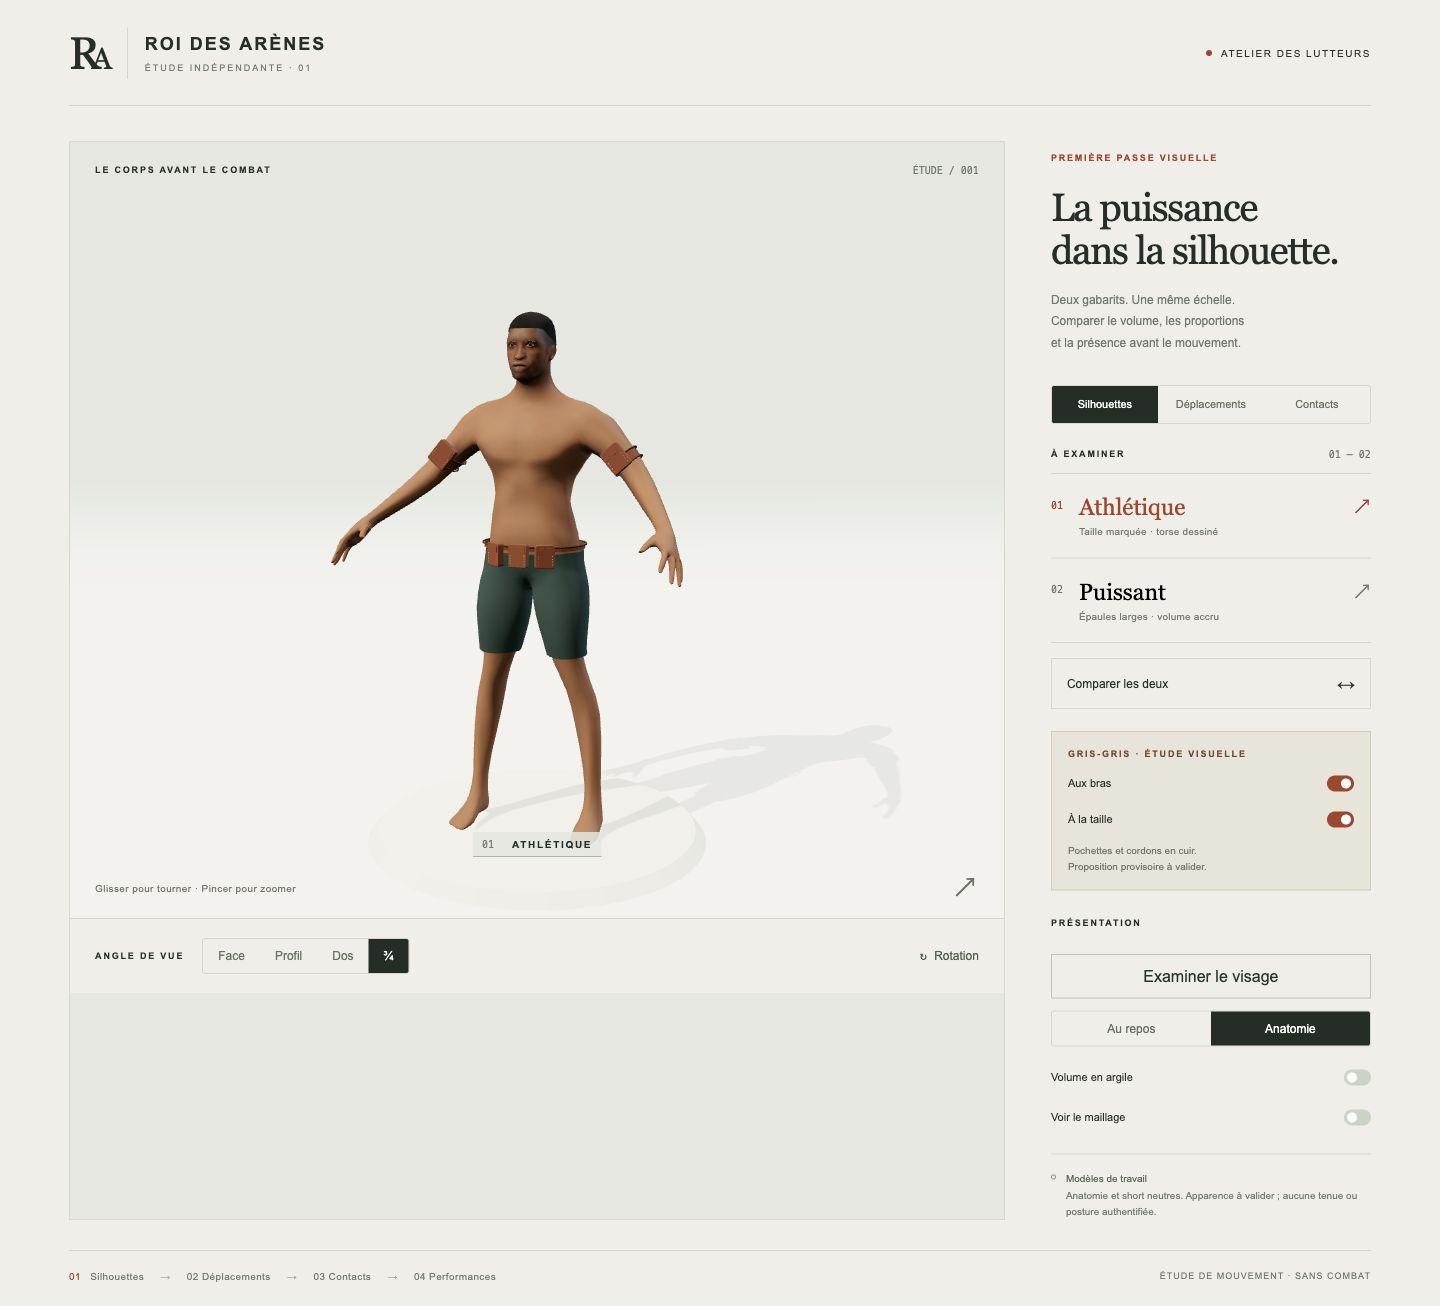 RA
ROI DES ARÈNES
ÉTUDE INDÉPENDANTE · 01
ATELIER DES LUTTEURS
LE CORPS AVANT LE COMBAT
ÉTUDE / 001
01 ATHLÉTIQUE
Glisser pour tourner · Pincer pour zoomer
↗
ANGLE DE VUE
Face Profil Dos ¾
↻ Rotation
PREMIÈRE PASSE VISUELLE
La puissance
dans la silhouette.
Deux gabarits. Une même échelle.
Comparer le volume, les proportions
et la présence avant le mouvement.
Silhouettes Déplacements Contacts
À EXAMINER 01 — 02
01 Athlétique ↗
Taille marquée · torse dessiné
02 Puissant ↗
Épaules larges · volume accru
Comparer les deux ↔
GRIS-GRIS · ÉTUDE VISUELLE
Aux bras
À la taille
Pochettes et cordons en cuir.
Proposition provisoire à valider.
PRÉSENTATION
Examiner le visage
Au repos Anatomie
Volume en argile
Voir le maillage
Modèles de travail
Anatomie et short neutres. Apparence à valider ; aucune tenue ou
posture authentifiée.
01 Silhouettes → 02 Déplacements → 03 Contacts → 04 Performances
ÉTUDE DE MOUVEMENT · SANS COMBAT